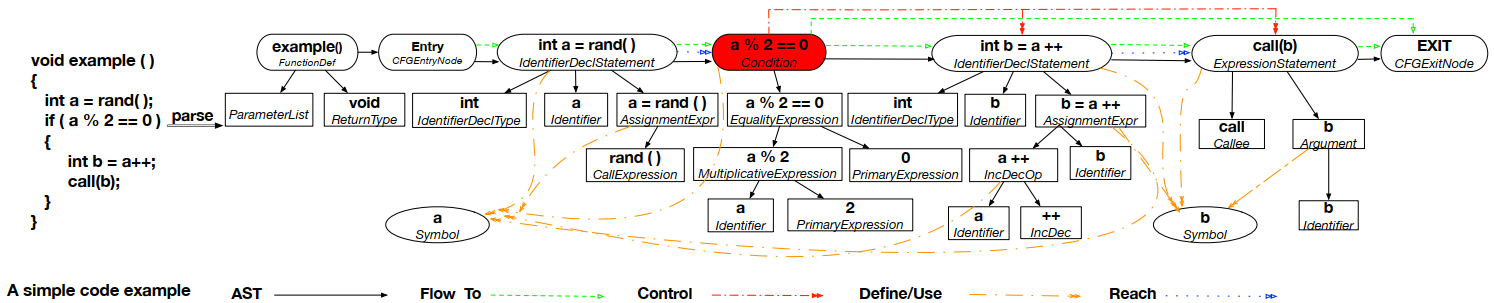 void example ( )
{
int a = rand( );
if ( a % 2 == 0 )
{
int b = a++;
call(b);
}
}
parse
example()
FunctionDef
Entry
CFGEntryNode
int a = rand( )
IdentifierDeclStatement
a % 2 == 0
Condition
int b = a ++
IdentifierDeclStatement
call(b)
ExpressionStatement
EXIT
CFGExitNode
ParameterList
void
ReturnType
int
IdentifierDeclType
a
Identifier
a = rand ( )
AssignmentExpr
a % 2 == 0
EqualityExpression
int
IdentifierDeclType
b
Identifier
b = a ++
AssignmentExpr
call
Callee
b
Argument
rand ( )
CallExpression
a % 2
MultiplicativeExpression
0
PrimaryExpression
a ++
IncDecOp
b
Identifier
a
Symbol
a
Identifier
2
PrimaryExpression
a
Identifier
++
IncDec
b
Symbol
b
Identifier
A simple code example
AST
Flow To
Control
Define/Use
Reach